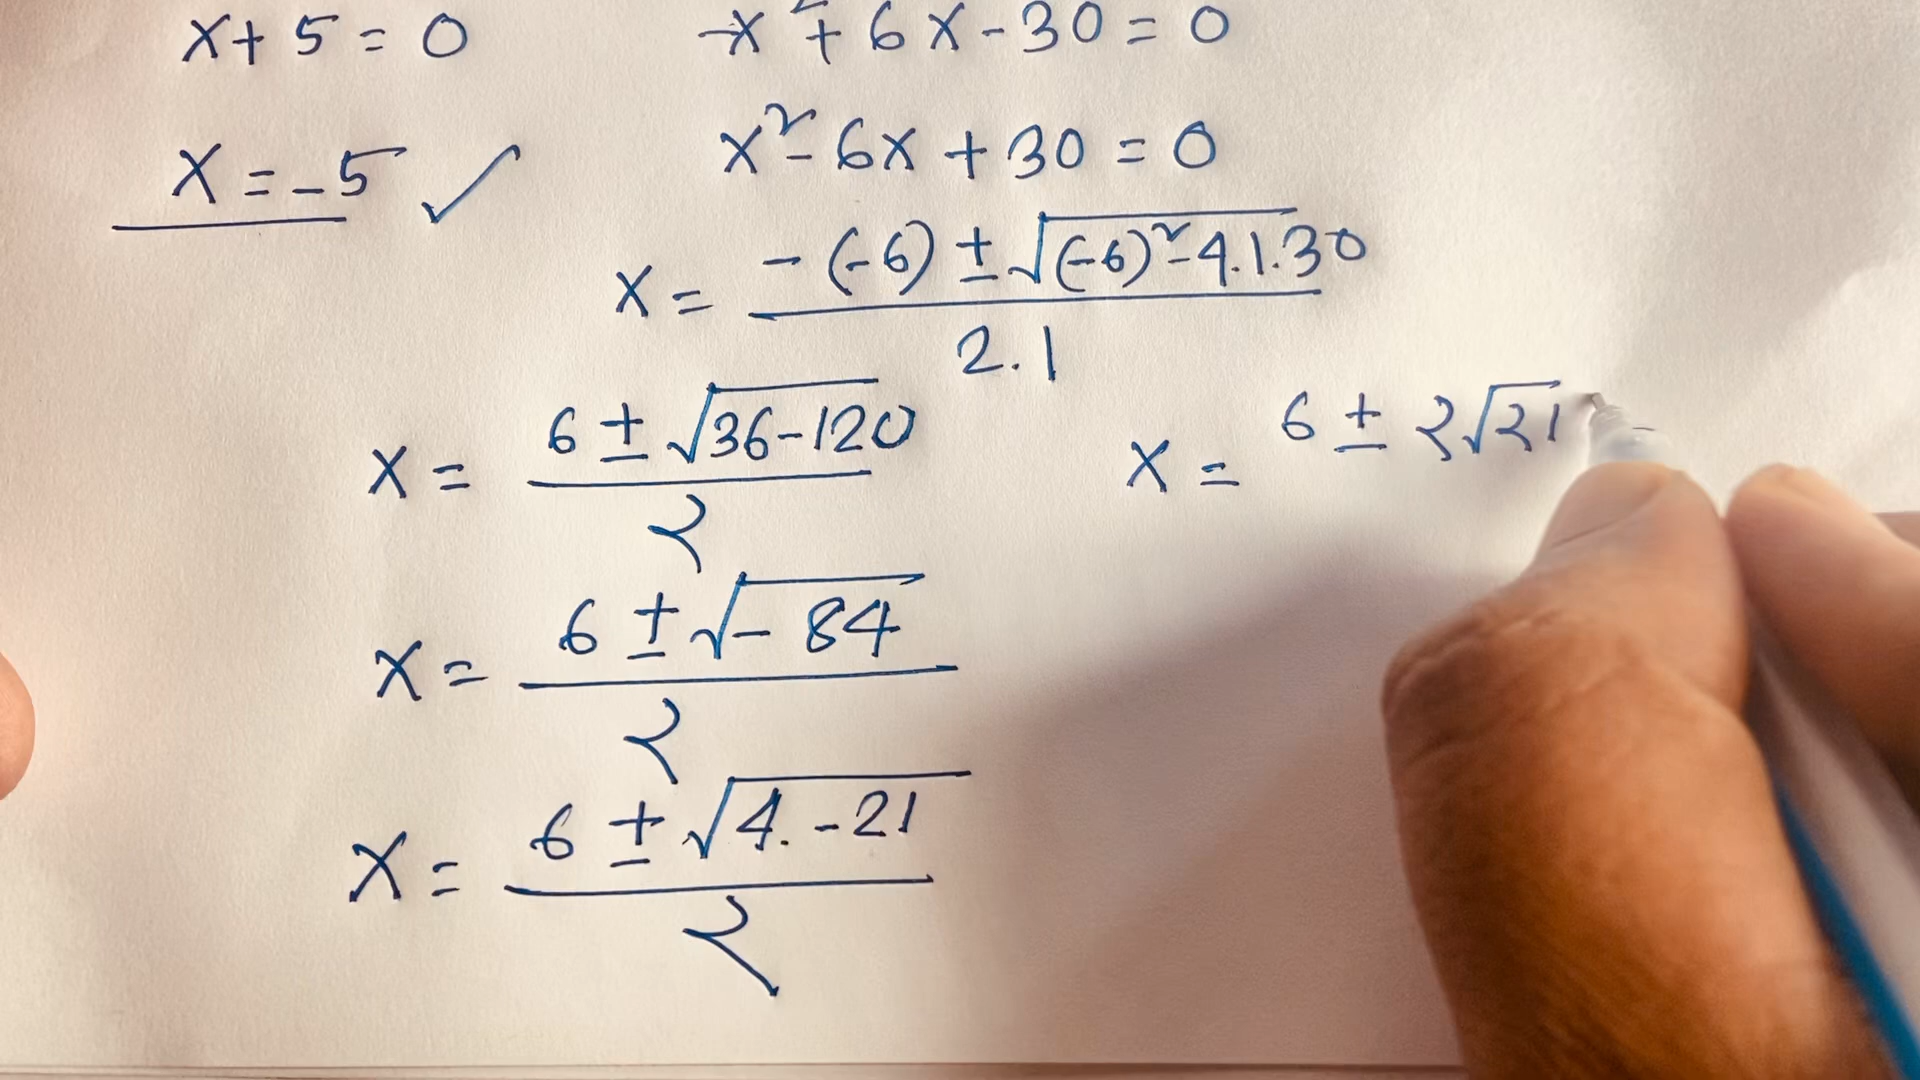 x + 5 = 0
x = -5 ✓
-x² + 6x - 30 = 0
x² - 6x + 30 = 0
x = (-(-6) ± √((-6)² - 4.1.30)) / 2.1
x = (6 ± √(36-120)) / 2
x = (6 ± √(-84)) / 2
x = (6 ± √(4.-21)) / 2
x = 6 ± 2√21